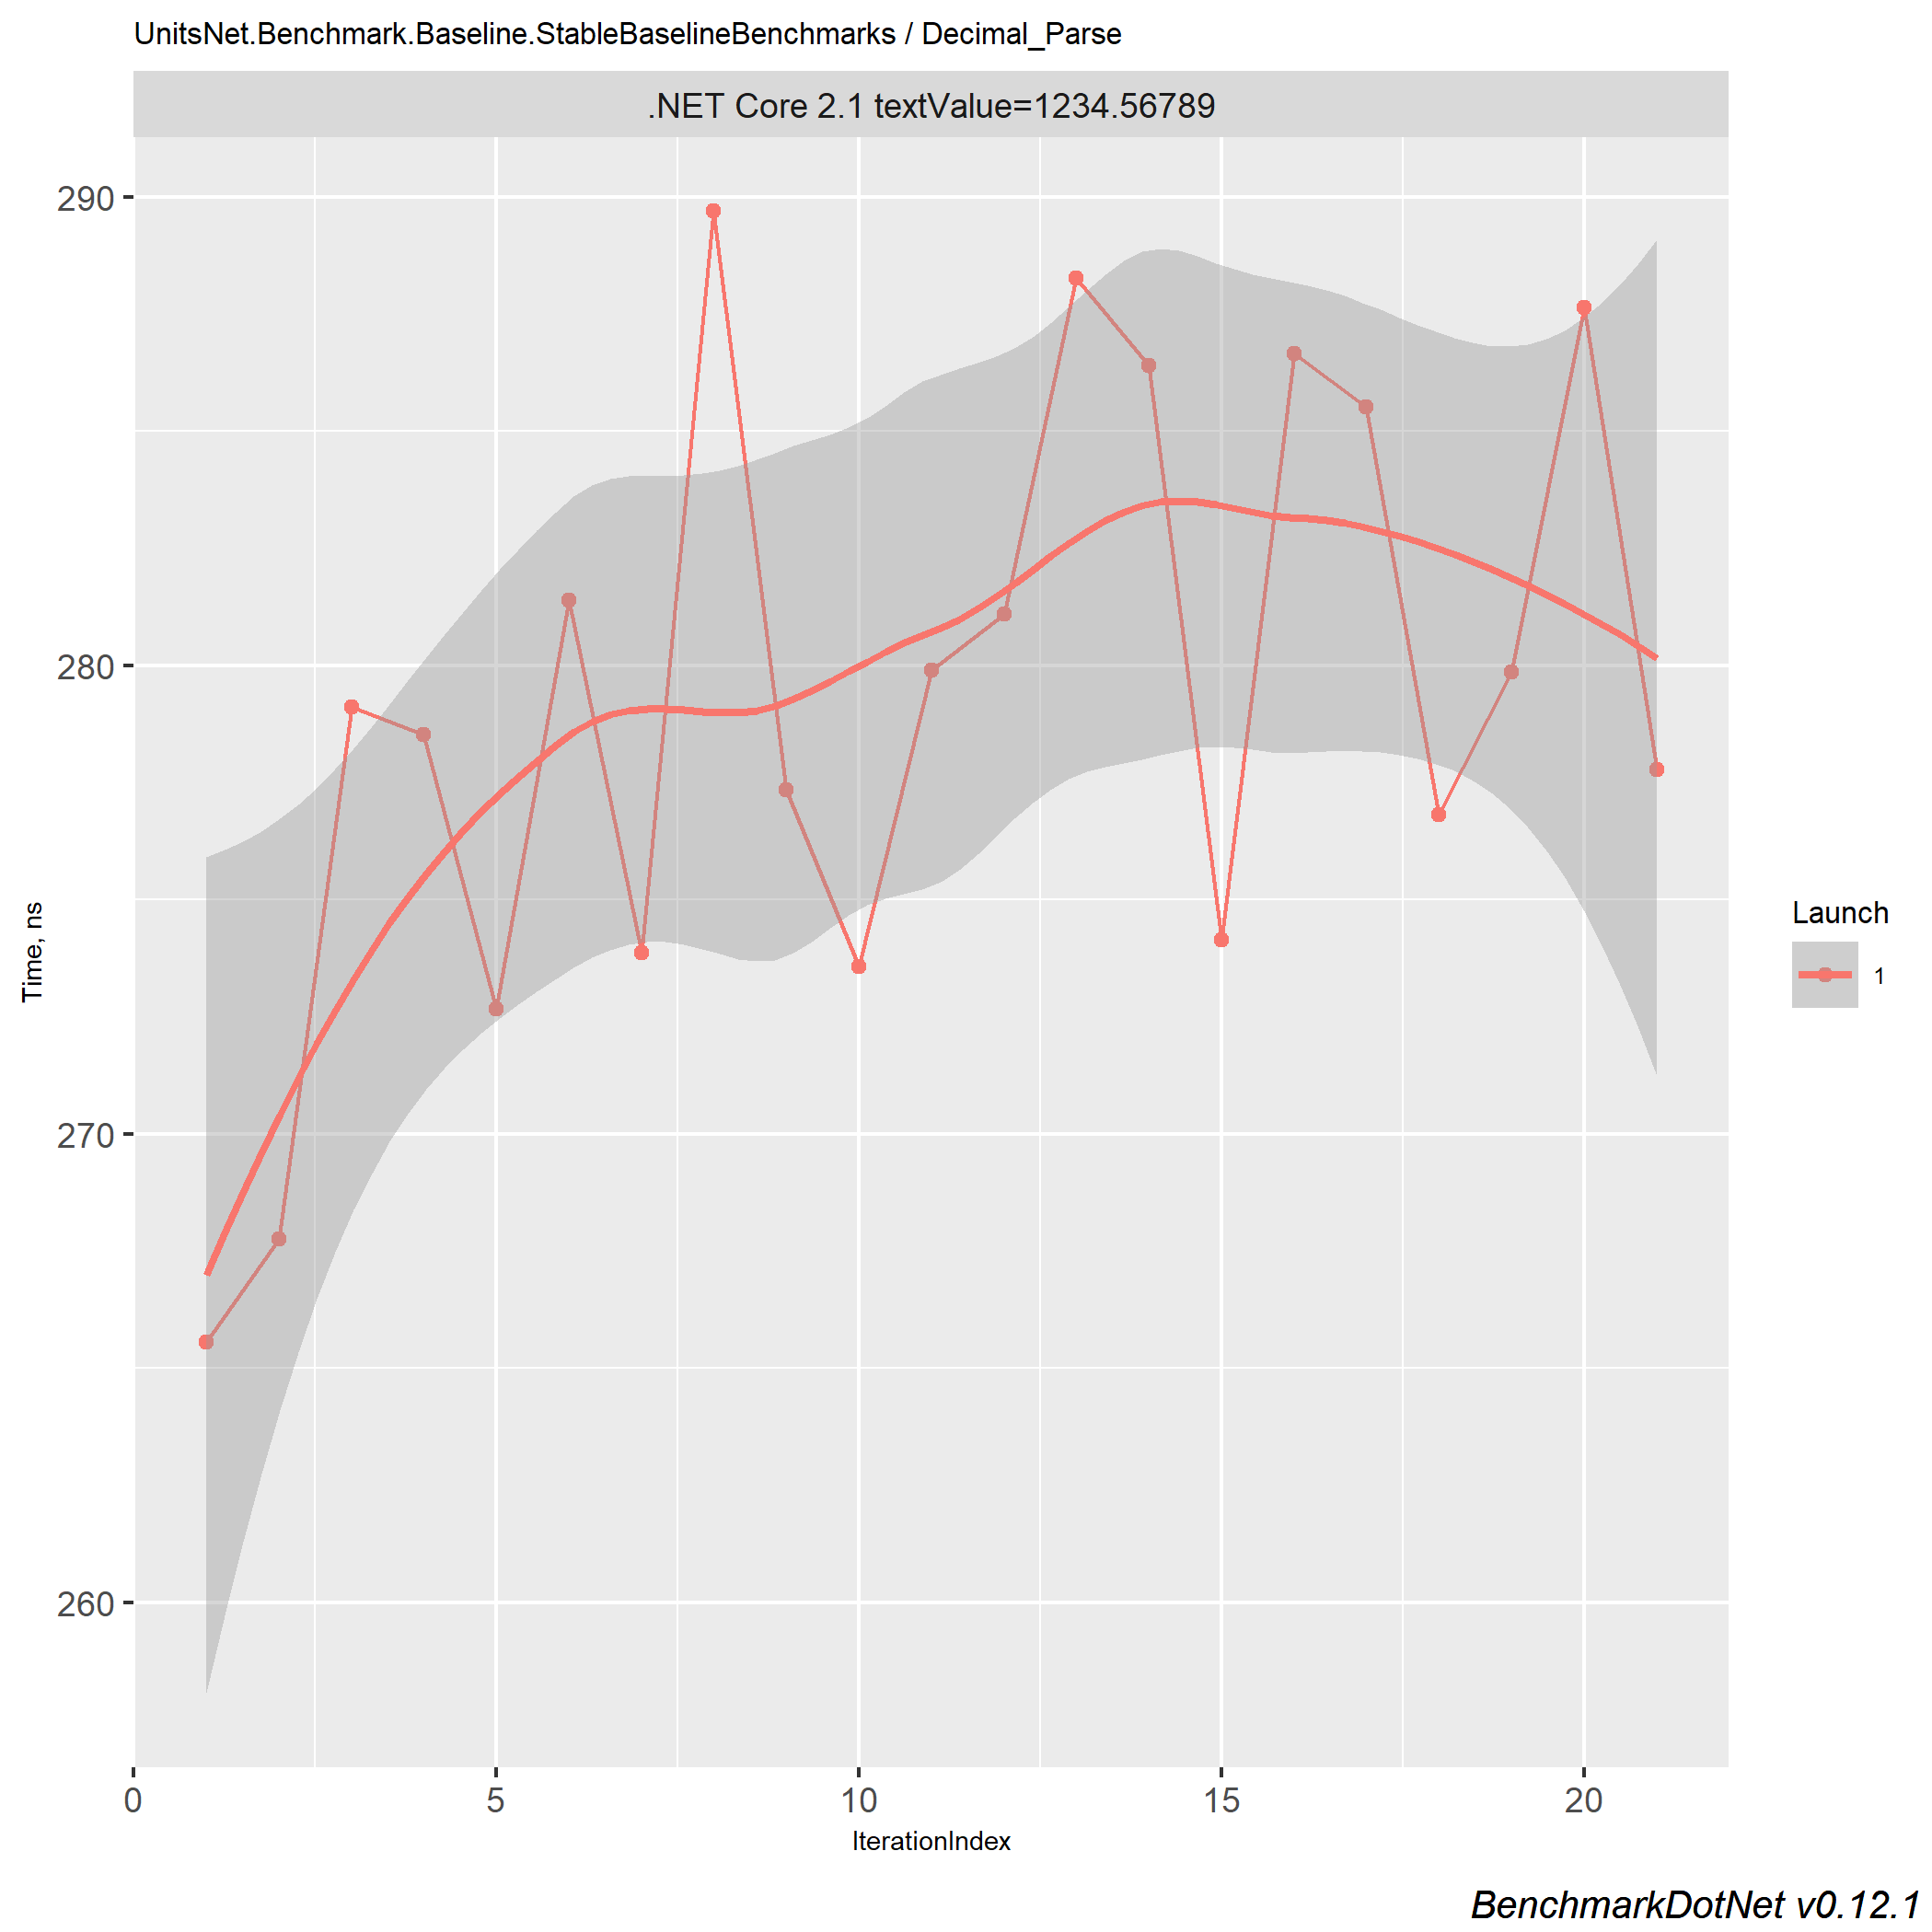 UnitsNet.Benchmark.Baseline.StableBaselineBenchmarks / Decimal_Parse
.NET Core 2.1 textValue=1234.56789
290
280
270
260
Time, ns
0 5 10 15 20
IterationIndex
Launch
1
BenchmarkDotNet v0.12.1